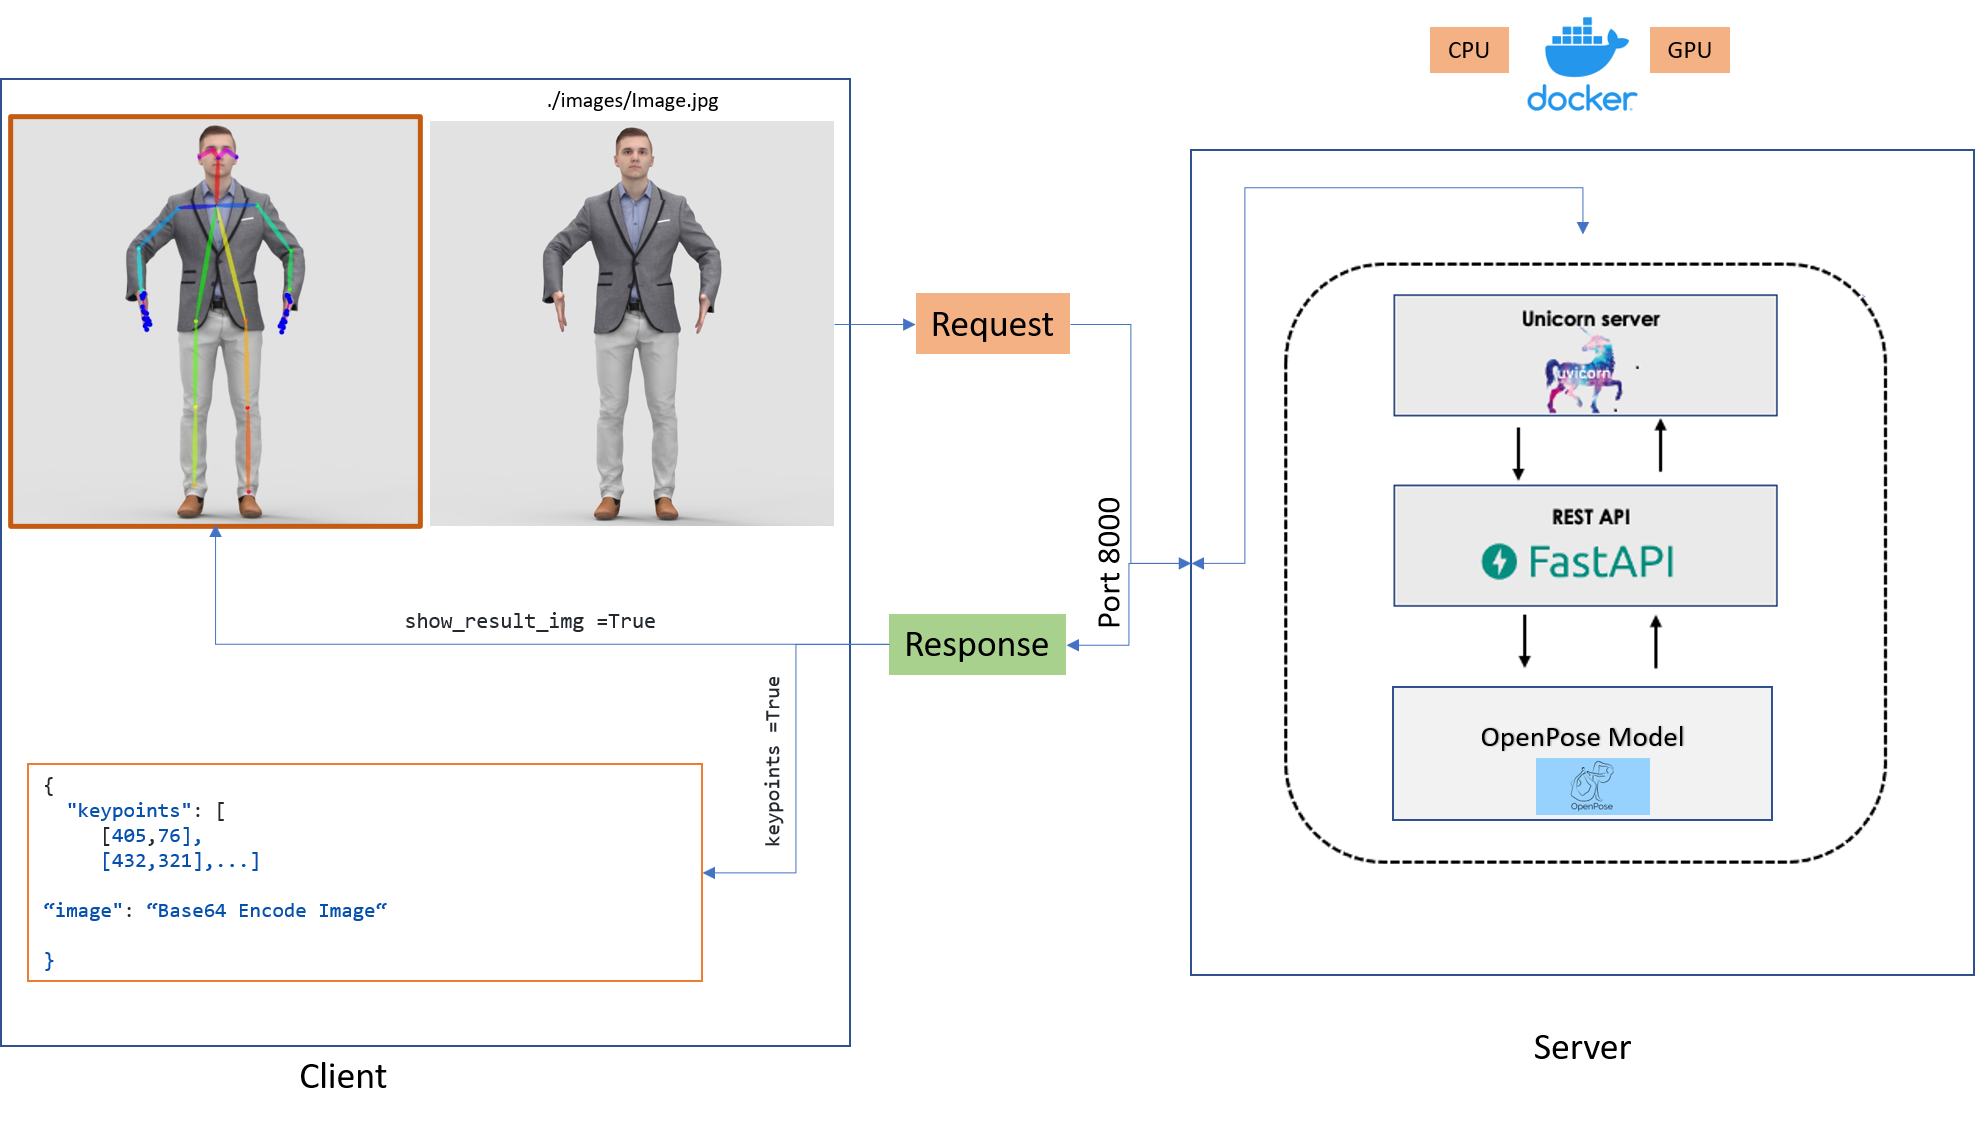 CPU
GPU
docker
./images/Image.jpg
Request
Port 8000
Response
show_result_img =True
keypoints =True
{
"keypoints": [
[405,76],
[432,321],...]
“image": “Base64 Encode Image“
}
Client
Unicorn server
uvicorn
REST API
FastAPI
OpenPose Model
OpenPose
Server